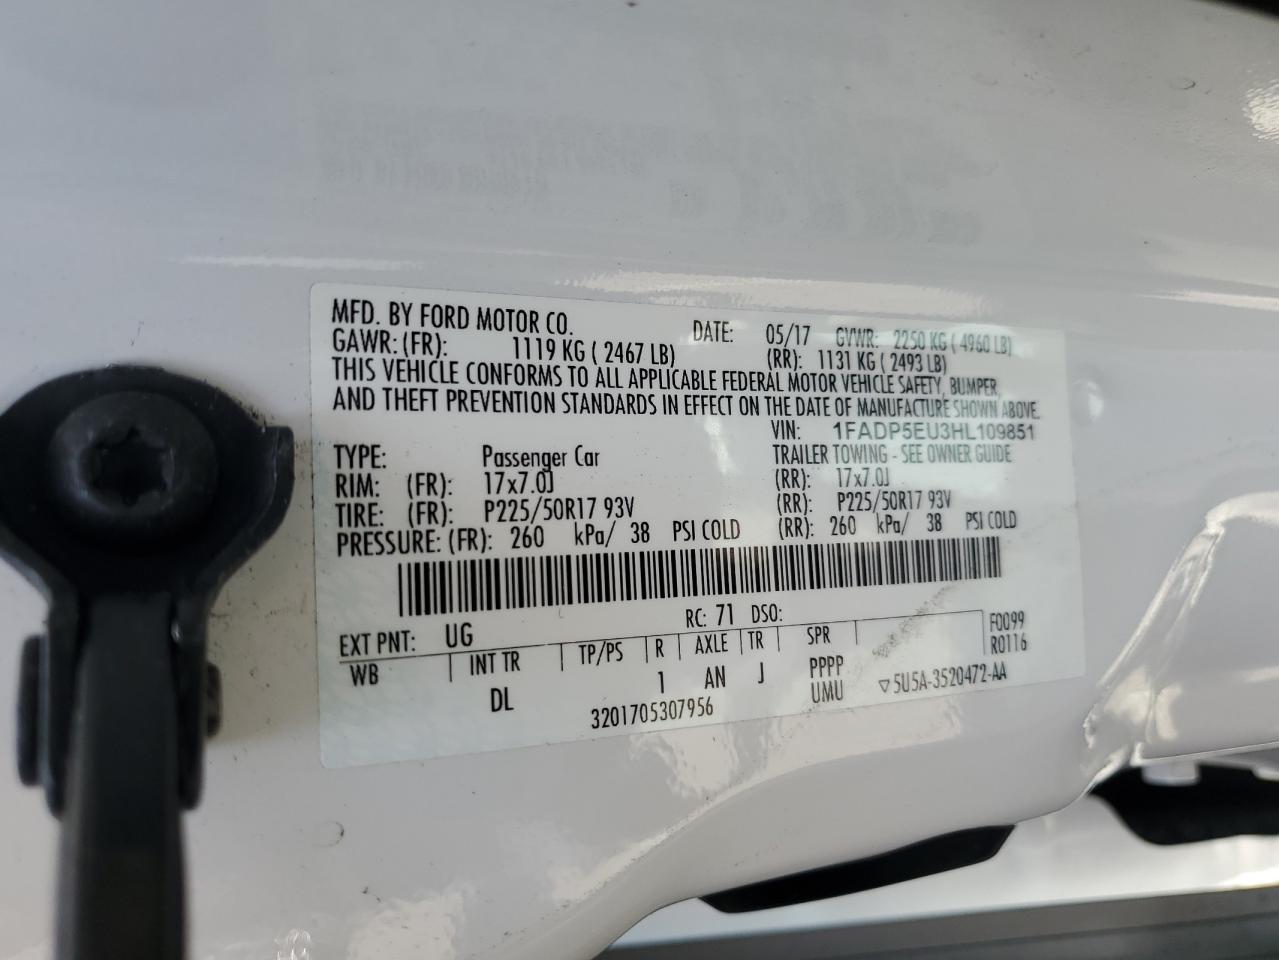 MFD. BY FORD MOTOR CO. DATE: 05/17 GVWR: 2250 KG ( 4960 LB)
GAWR: (FR): 1119 KG ( 2467 LB) (RR): 1131 KG ( 2493 LB)
THIS VEHICLE CONFORMS TO ALL APPLICABLE FEDERAL MOTOR VEHICLE SAFETY, BUMPER,
AND THEFT PREVENTION STANDARDS IN EFFECT ON THE DATE OF MANUFACTURE SHOWN ABOVE.
VIN: 1FADP5EU3HL109851
TYPE: Passenger Car TRAILER TOWING - SEE OWNER GUIDE
RIM: (FR): 17x7.0J (RR): 17x7.0J
TIRE: (FR): P225/50R17 93V (RR): P225/50R17 93V
PRESSURE: (FR): 260 kPa/ 38 PSI COLD (RR): 260 kPa/ 38 PSI COLD
EXT PNT: UG RC: 71 DSO: F0099
WB INT TR TP/PS R AXLE TR SPR R0116
DL 1 AN J PPPP
UMU ▽5U5A-3520472-AA
3201705307956